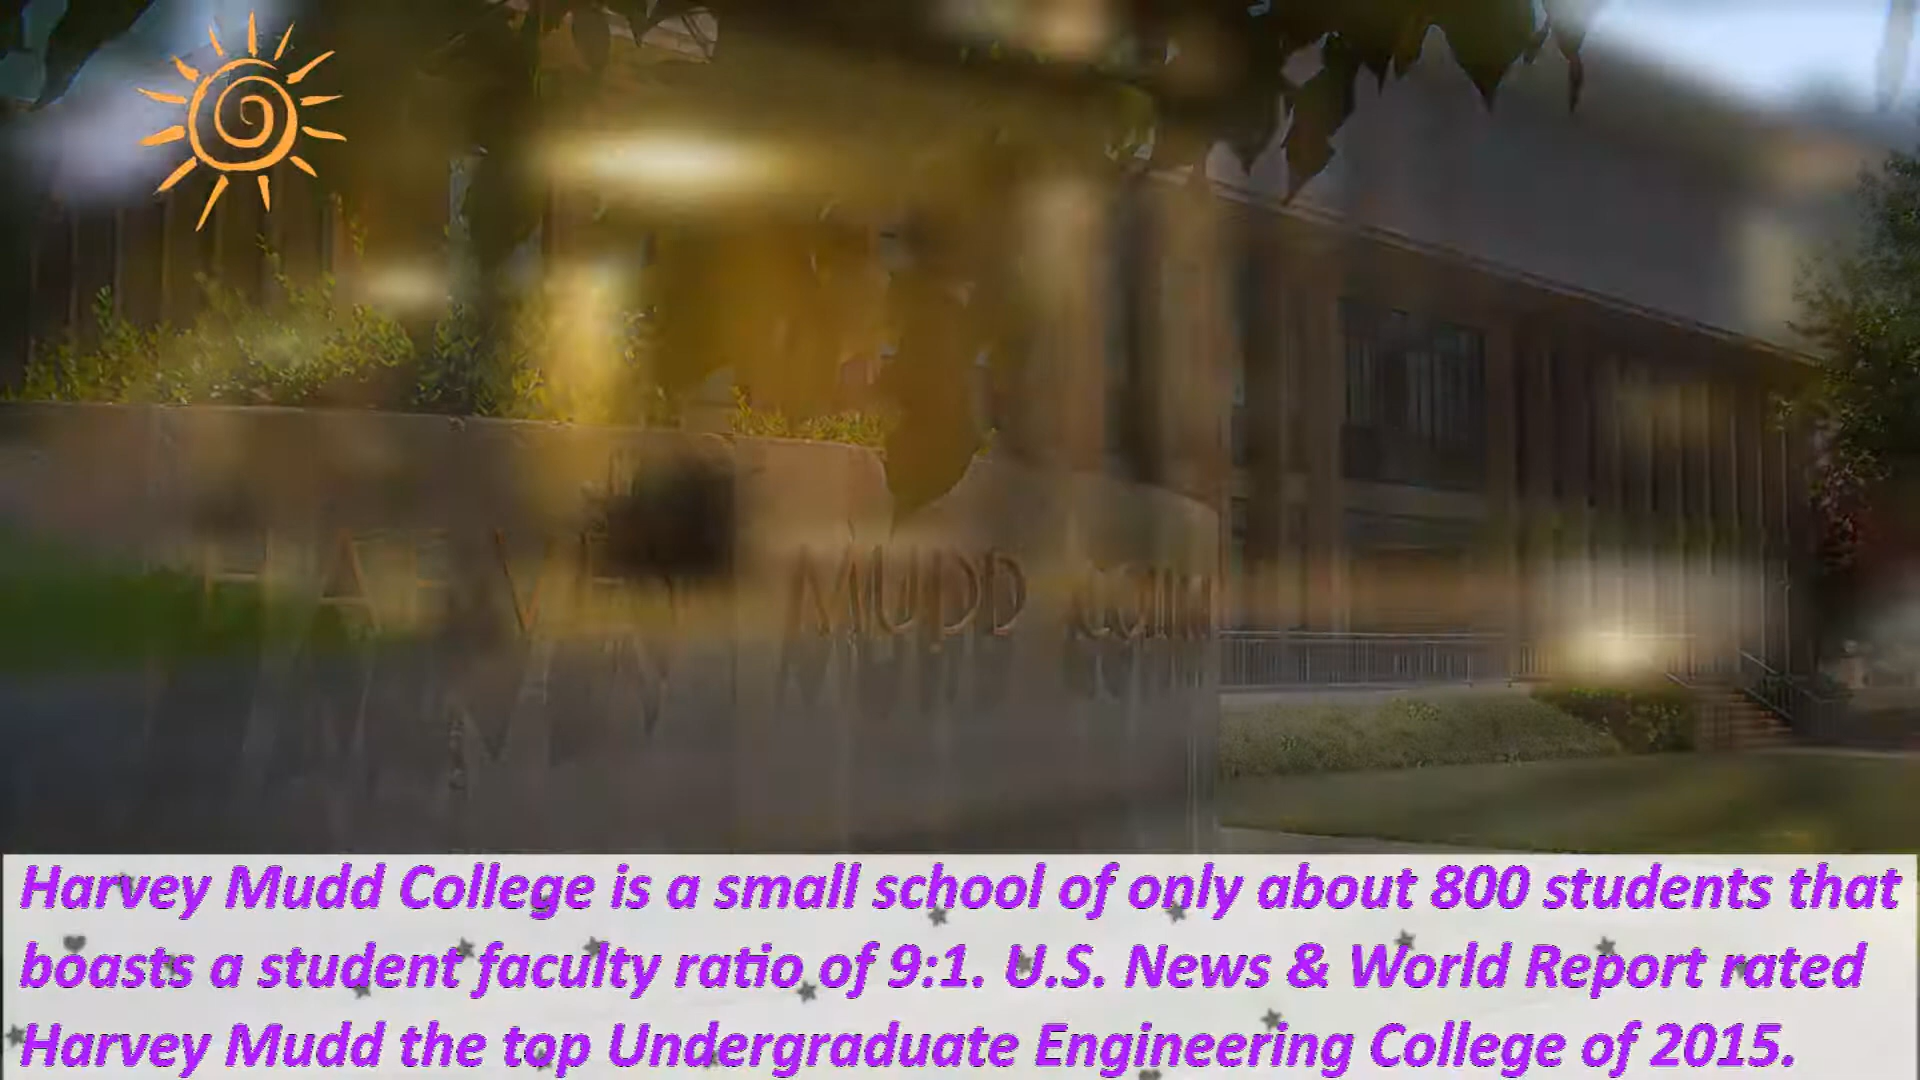 MUDD
Harvey Mudd College is a small school of only about 800 students that
boasts a student faculty ratio of 9:1. U.S. News & World Report rated
Harvey Mudd the top Undergraduate Engineering College of 2015.